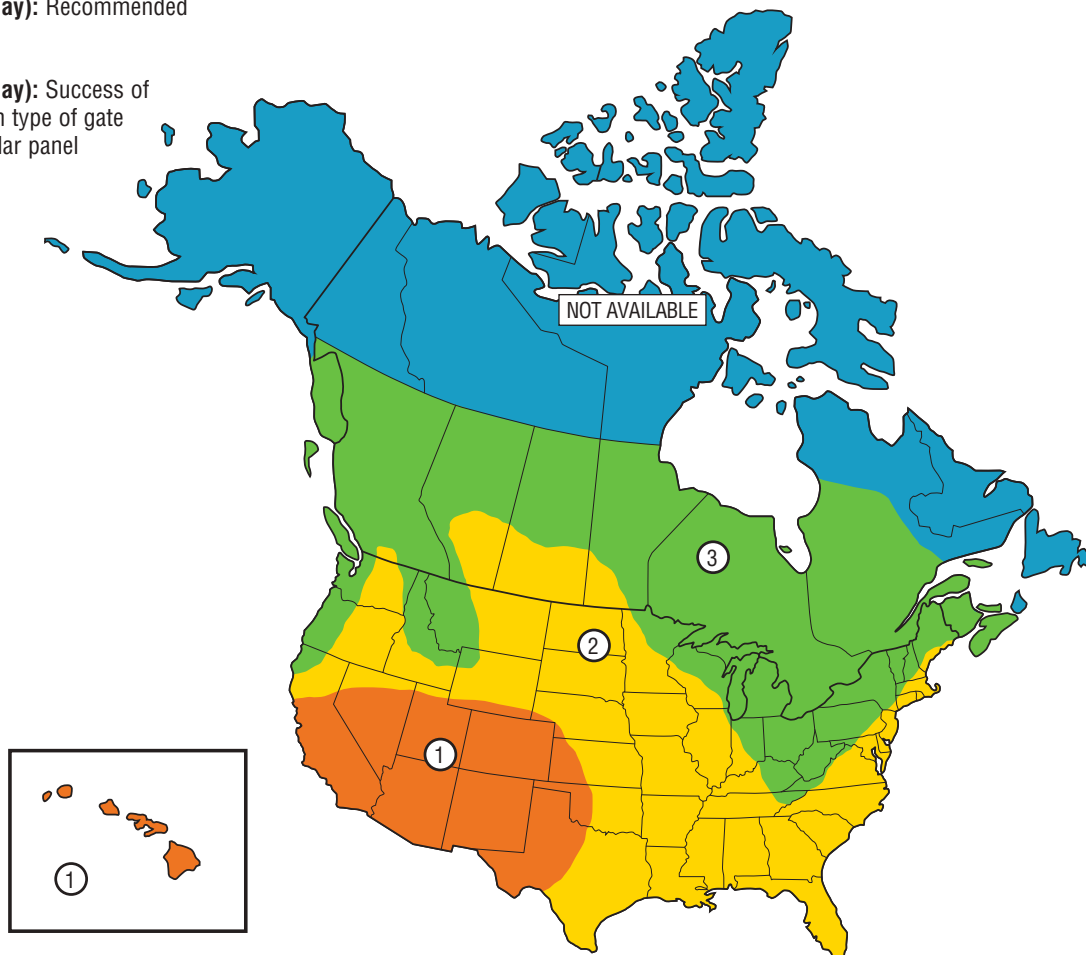 ay): Recommended
ay): Success of
n type of gate
lar panel
NOT AVAILABLE
3
2
1
1